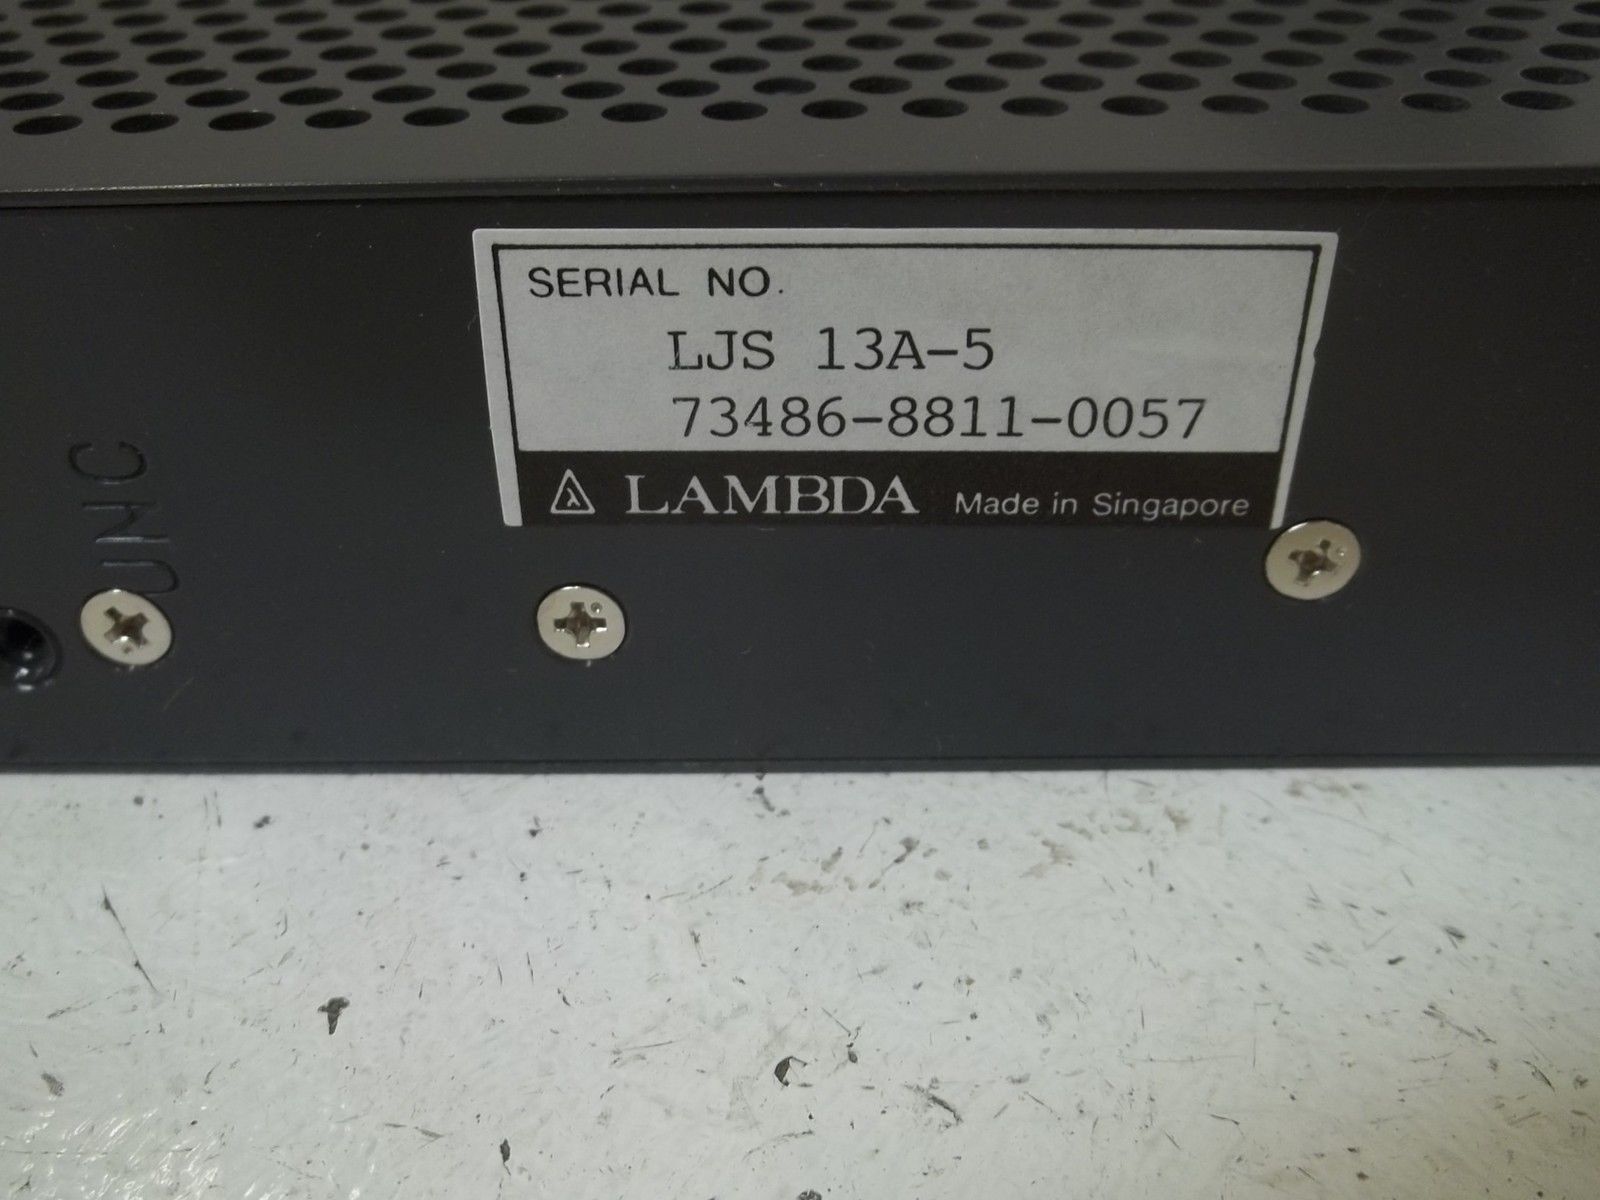 SERIAL NO.
LJS 13A-5
73486-8811-0057
LAMBDA Made in Singapore
UNC